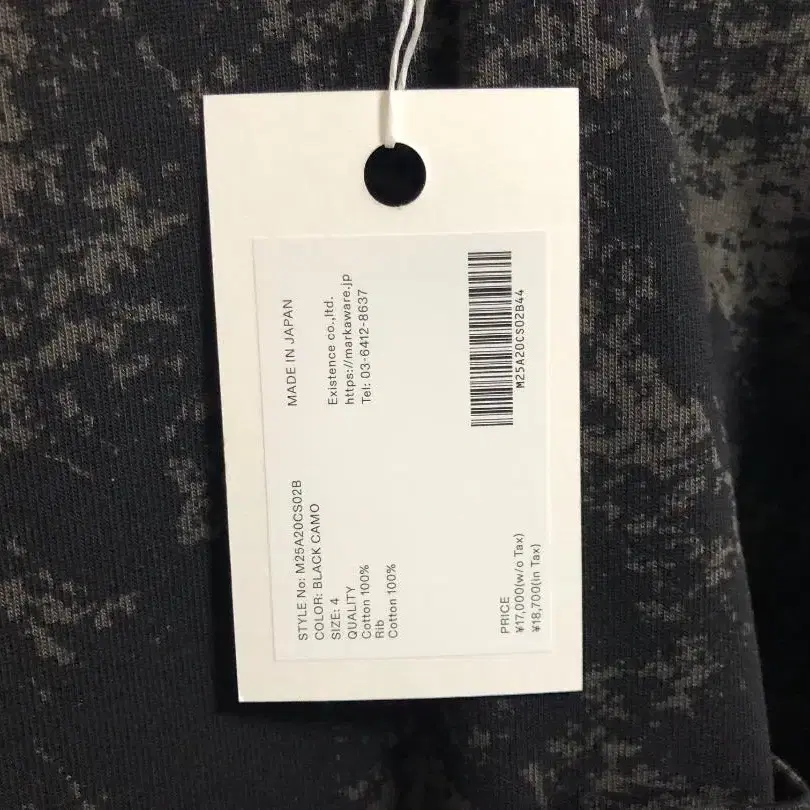 STYLE No: M25A20CS02B
COLOR: BLACK CAMO
SIZE: 4
QUALITY
Cotton 100%
Rib
Cotton 100%
MADE IN JAPAN
Existence co.,ltd.
https://markaware.jp
Tel: 03-6412-8637
PRICE
¥17,000(w/o Tax)
¥18,700(in Tax)
M25A20CS02B44